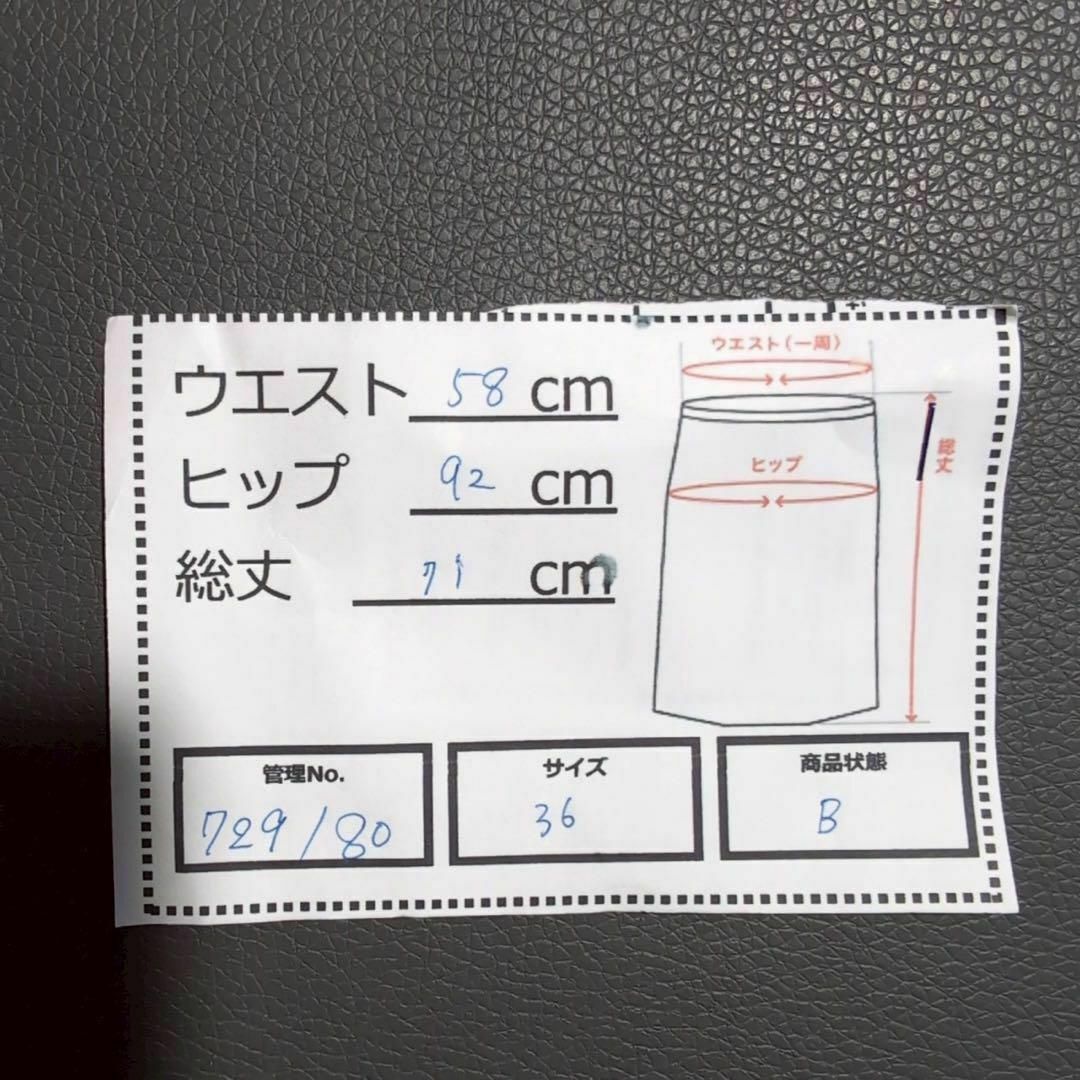 ウエスト 58 cm
ヒップ 92 cm
総丈 71 cm
ウエスト(一周)
ヒップ
総丈
管理No.
729/80
サイズ
36
商品状態
B